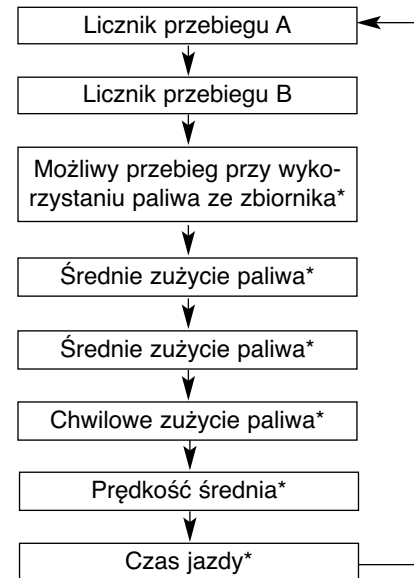 Licznik przebiegu A
Licznik przebiegu B
Możliwy przebieg przy wyko-
rzystaniu paliwa ze zbiornika*
Średnie zużycie paliwa*
Średnie zużycie paliwa*
Chwilowe zużycie paliwa*
Prędkość średnia*
Czas jazdy*